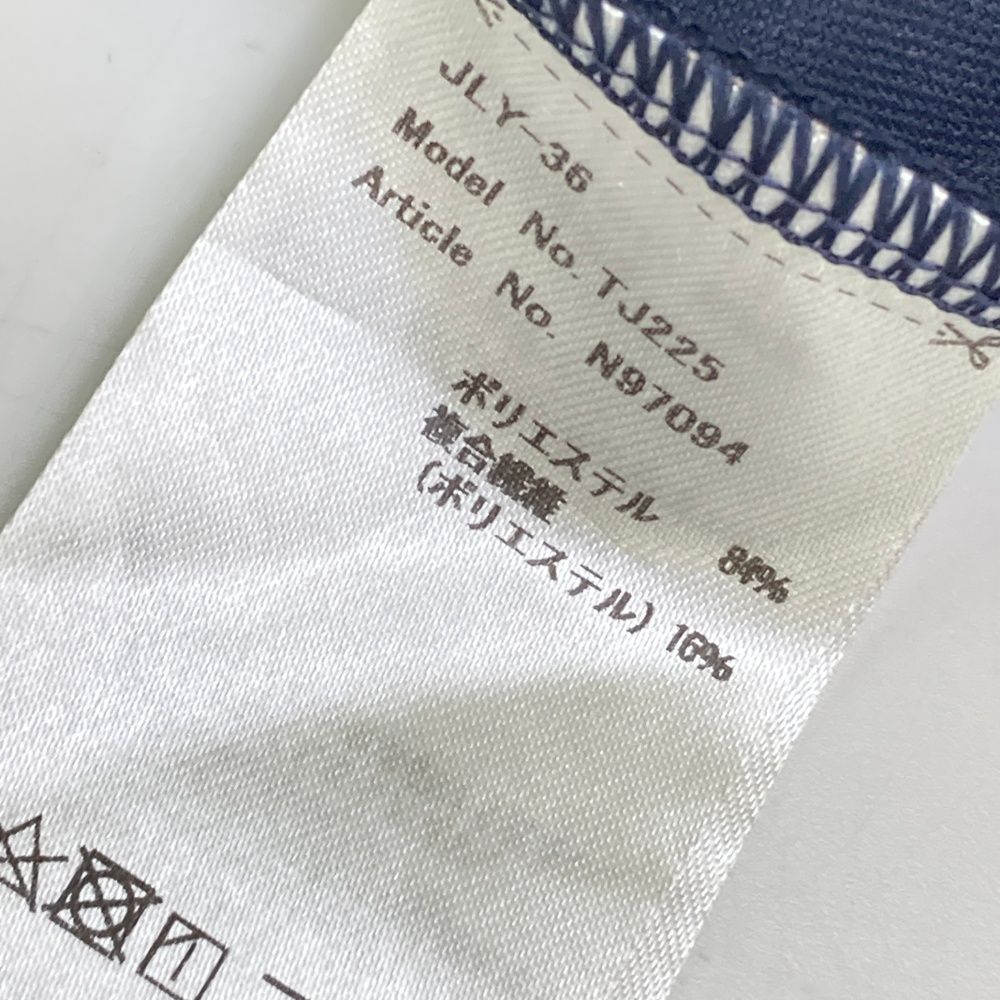 JLY-36
Model No. TJ225
Article No. N97094
ポリエステル 84%
複合繊維
(ポリエステル) 16%